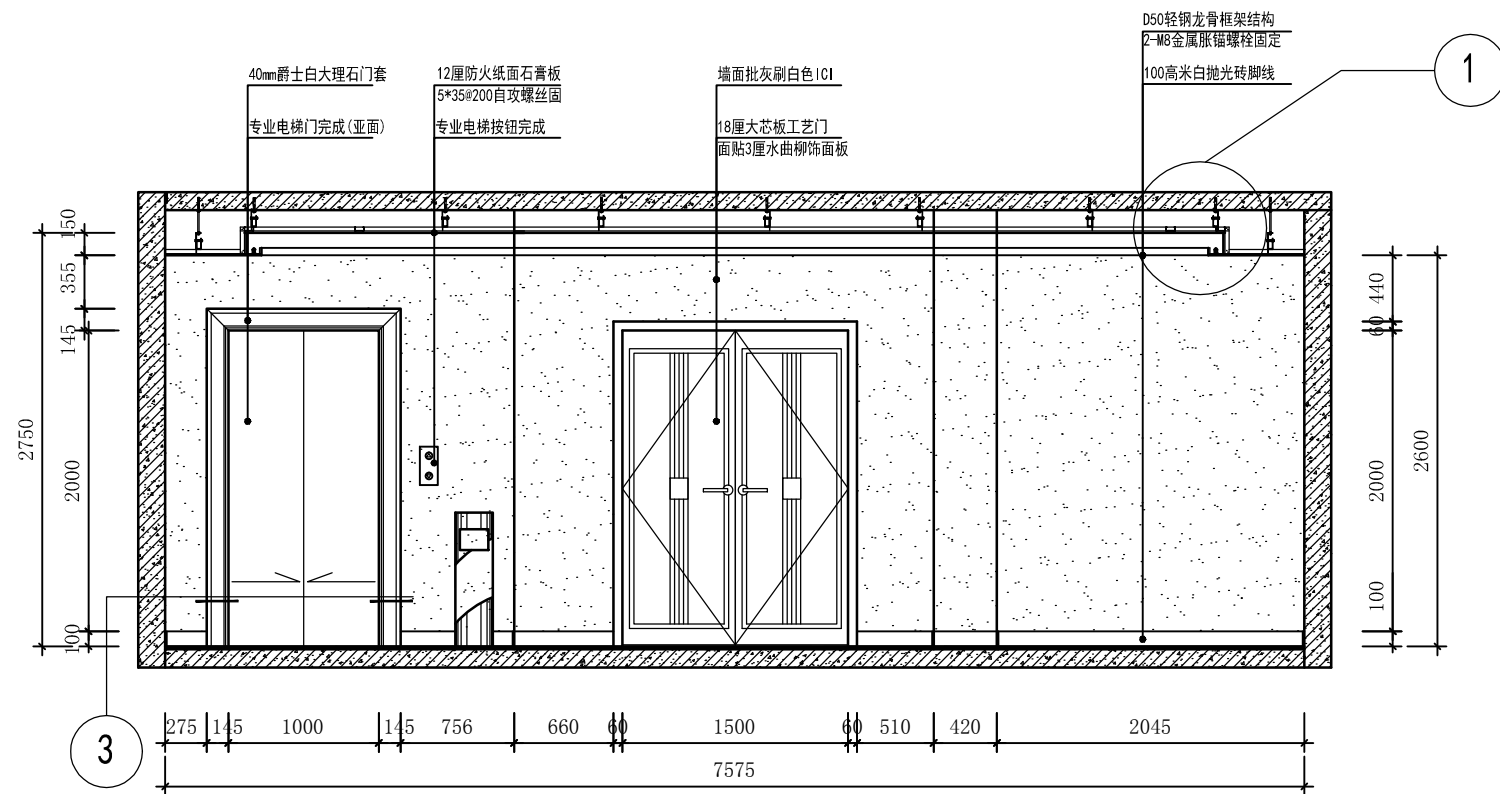 D50轻钢龙骨框架结构
2-M8金属胀锚螺栓固定
100高米白抛光砖脚线
1
40mm爵士白大理石门套
专业电梯门完成(亚面)
12厘防火纸面石膏板
5*35@200自攻螺丝固
专业电梯按钮完成
墙面批灰刷白色ICI
18厘大芯板工艺门
面贴3厘水曲柳饰面板
2750
150
355
145
2000
100
440
60
2000
100
2600
3
275
145
1000
145
756
660
60
1500
60
510
420
2045
7575